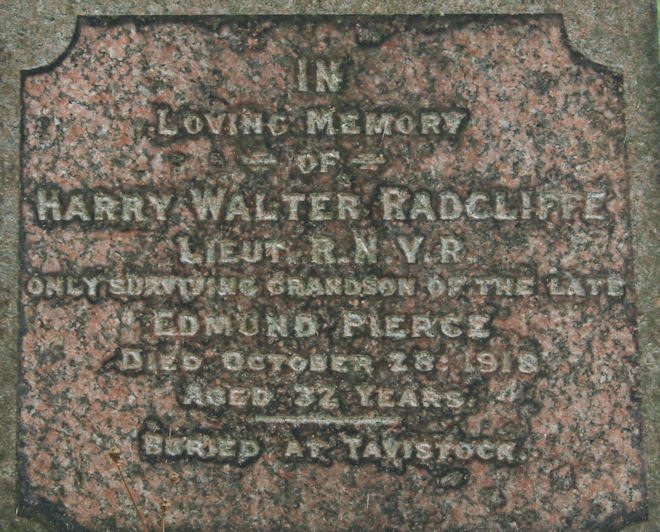 IN
LOVING MEMORY
OF
HARRY WALTER RADCLIFFE
LIEUT. R.N.V.R.
ONLY SURVIVING GRANDSON OF THE LATE
EDMUND PIERCE
DIED OCTOBER 28. 1918
AGED 32 YEARS.
BURIED AT TAVISTOCK.